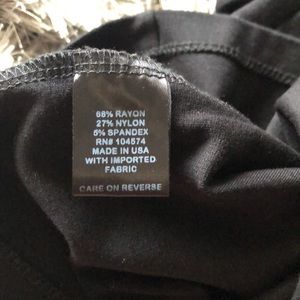 68% RAYON
27% NYLON
5% SPANDEX
RN# 104574
MADE IN USA
WITH IMPORTED
FABRIC
CARE ON REVERSE